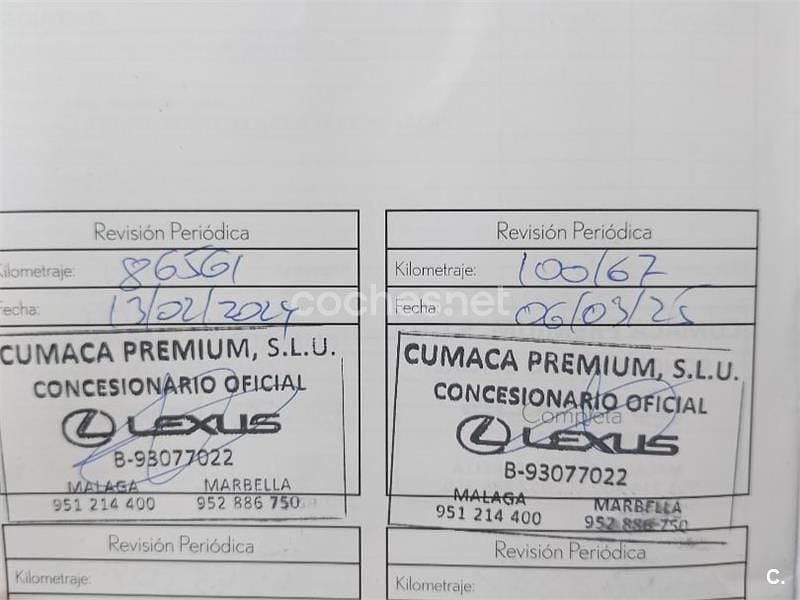 Revisión Periódica
Kilometraje: 86561
Fecha: 13/02/2024
CUMACA PREMIUM, S.L.U.
CONCESIONARIO OFICIAL
LEXUS
B-93077022
MALAGA MARBELLA
951 214 400 952 886 750
Revisión Periódica
Kilometraje:
Revisión Periódica
Kilometraje: 100167
Fecha: 06/03/25
CUMACA PREMIUM, S.L.U.
CONCESIONARIO OFICIAL
Completa
LEXUS
B-93077022
MALAGA MARBELLA
951 214 400 952 886 750
Revisión Periódica
Kilometraje:
coches.net
C.